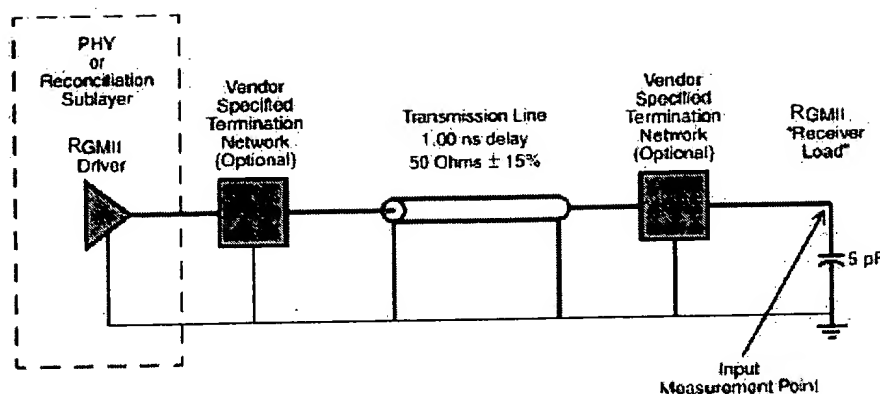 PHY
or
Reconciliation
Sublayer
RGMII
Driver
Vendor
Specified
Termination
Network
(Optional)
Transmission Line
1.00 ns delay
50 Ohms ± 15%
Vendor
Specified
Termination
Network
(Optional)
RGMII
"Receiver
Load"
5 pF
Input
Measurement Point